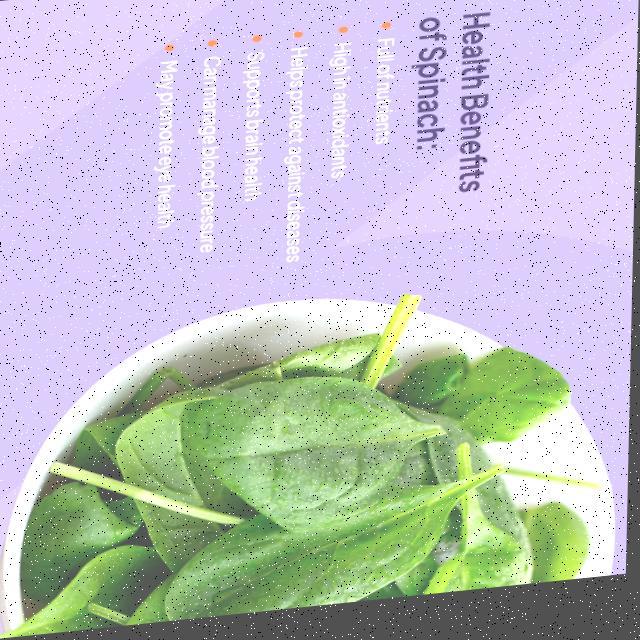 Health Benefits
of Spinach:
• Full of nutrients
• High in antioxidants
• Helps protect against diseases
• Supports brain health
• Can manage blood pressure
• May promote eye health